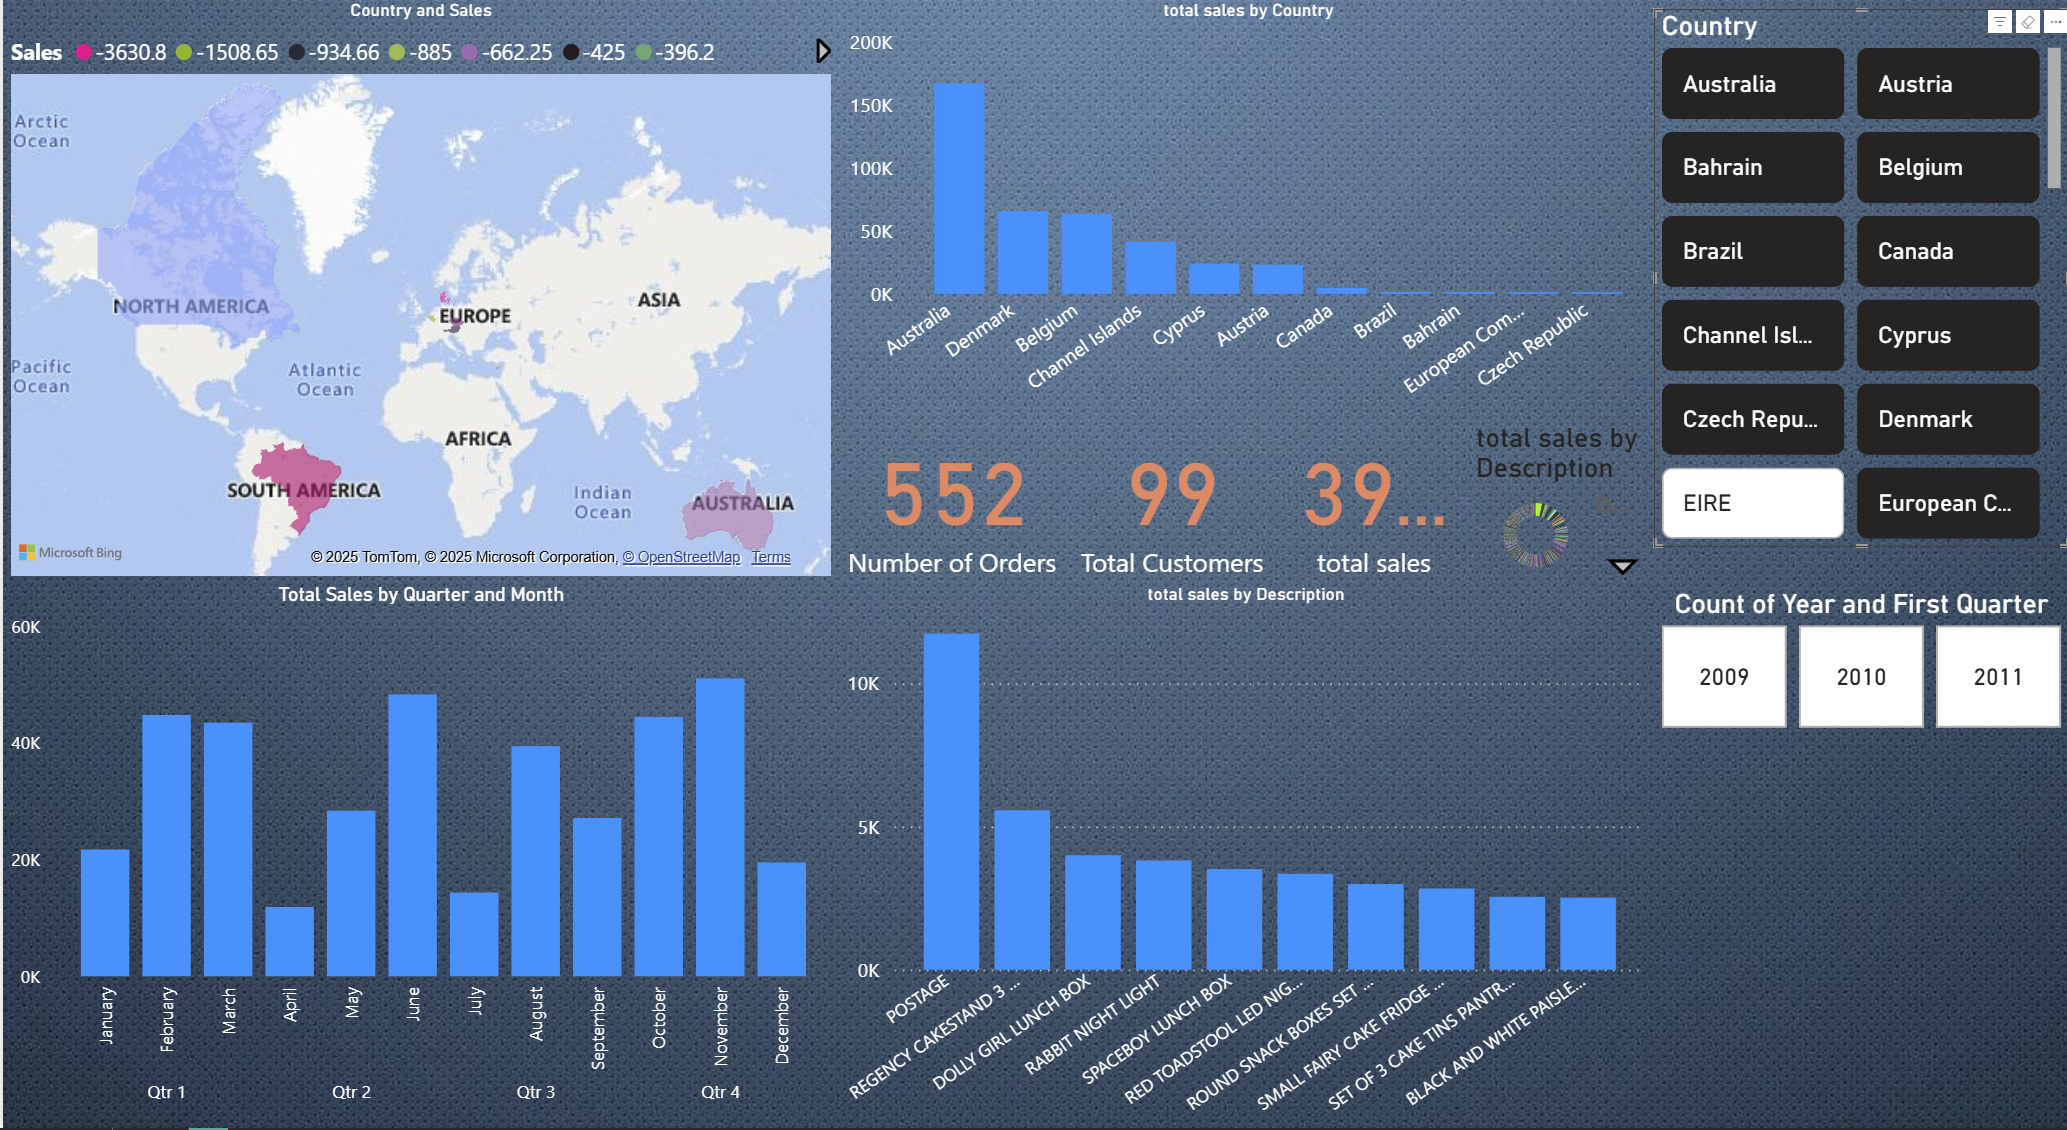 Country and Sales
Sales -3630.8 -1508.65 -934.66 -885 -662.25 -425 -396.2
Arctic
Ocean
NORTH AMERICA
EUROPE
ASIA
Pacific
Ocean
Atlantic
Ocean
AFRICA
SOUTH AMERICA
Indian
Ocean
AUSTRALIA
Microsoft Bing
© 2025 TomTom, © 2025 Microsoft Corporation, © OpenStreetMap Terms
total sales by Country
200K
150K
100K
50K
0K
Australia
Denmark
Belgium
Channel Islands
Cyprus
Austria
Canada
Brazil
Bahrain
European Com...
Czech Republic
552
Number of Orders
99
Total Customers
39...
total sales
total sales by
Description
Country
...
Australia
Austria
Bahrain
Belgium
Brazil
Canada
Channel Isl...
Cyprus
Czech Repu...
Denmark
EIRE
European C...
Total Sales by Quarter and Month
60K
40K
20K
0K
January
February
March
April
May
June
July
August
September
October
November
December
Qtr 1
Qtr 2
Qtr 3
Qtr 4
total sales by Description
10K
5K
0K
POSTAGE
REGENCY CAKESTAND 3 ...
DOLLY GIRL LUNCH BOX
RABBIT NIGHT LIGHT
SPACEBOY LUNCH BOX
RED TOADSTOOL LED NIG...
ROUND SNACK BOXES SET ...
SMALL FAIRY CAKE FRIDGE ...
SET OF 3 CAKE TINS PANTR...
BLACK AND WHITE PAISLE...
Count of Year and First Quarter
2009
2010
2011